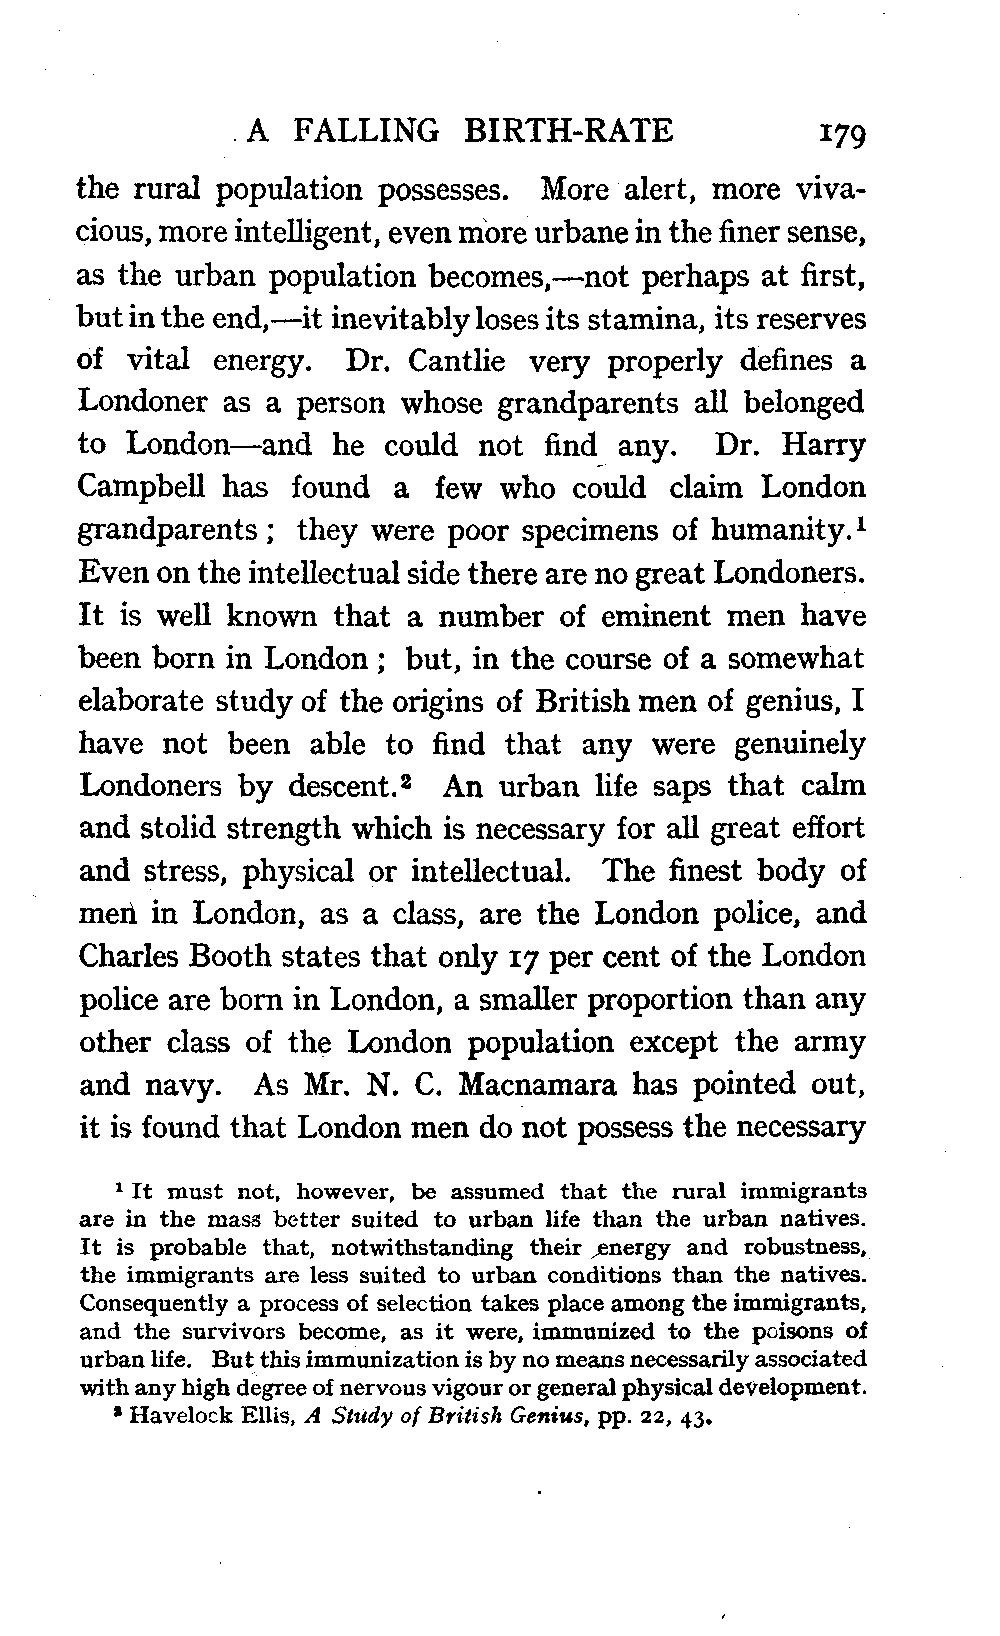 A FALLING BIRTH-RATE 179
the rural population possesses. More alert, more viva-
cious, more intelligent, even more urbane in the finer sense,
as the urban population becomes,—not perhaps at first,
but in the end,—it inevitably loses its stamina, its reserves
of vital energy. Dr. Cantlie very properly defines a
Londoner as a person whose grandparents all belonged
to London—and he could not find any. Dr. Harry
Campbell has found a few who could claim London
grandparents ; they were poor specimens of humanity.¹
Even on the intellectual side there are no great Londoners.
It is well known that a number of eminent men have
been born in London ; but, in the course of a somewhat
elaborate study of the origins of British men of genius, I
have not been able to find that any were genuinely
Londoners by descent.² An urban life saps that calm
and stolid strength which is necessary for all great effort
and stress, physical or intellectual. The finest body of
men in London, as a class, are the London police, and
Charles Booth states that only 17 per cent of the London
police are born in London, a smaller proportion than any
other class of the London population except the army
and navy. As Mr. N. C. Macnamara has pointed out,
it is found that London men do not possess the necessary
¹ It must not, however, be assumed that the rural immigrants
are in the mass better suited to urban life than the urban natives.
It is probable that, notwithstanding their energy and robustness,
the immigrants are less suited to urban conditions than the natives.
Consequently a process of selection takes place among the immigrants,
and the survivors become, as it were, immunized to the poisons of
urban life. But this immunization is by no means necessarily associated
with any high degree of nervous vigour or general physical development.
² Havelock Ellis, A Study of British Genius, pp. 22, 43.